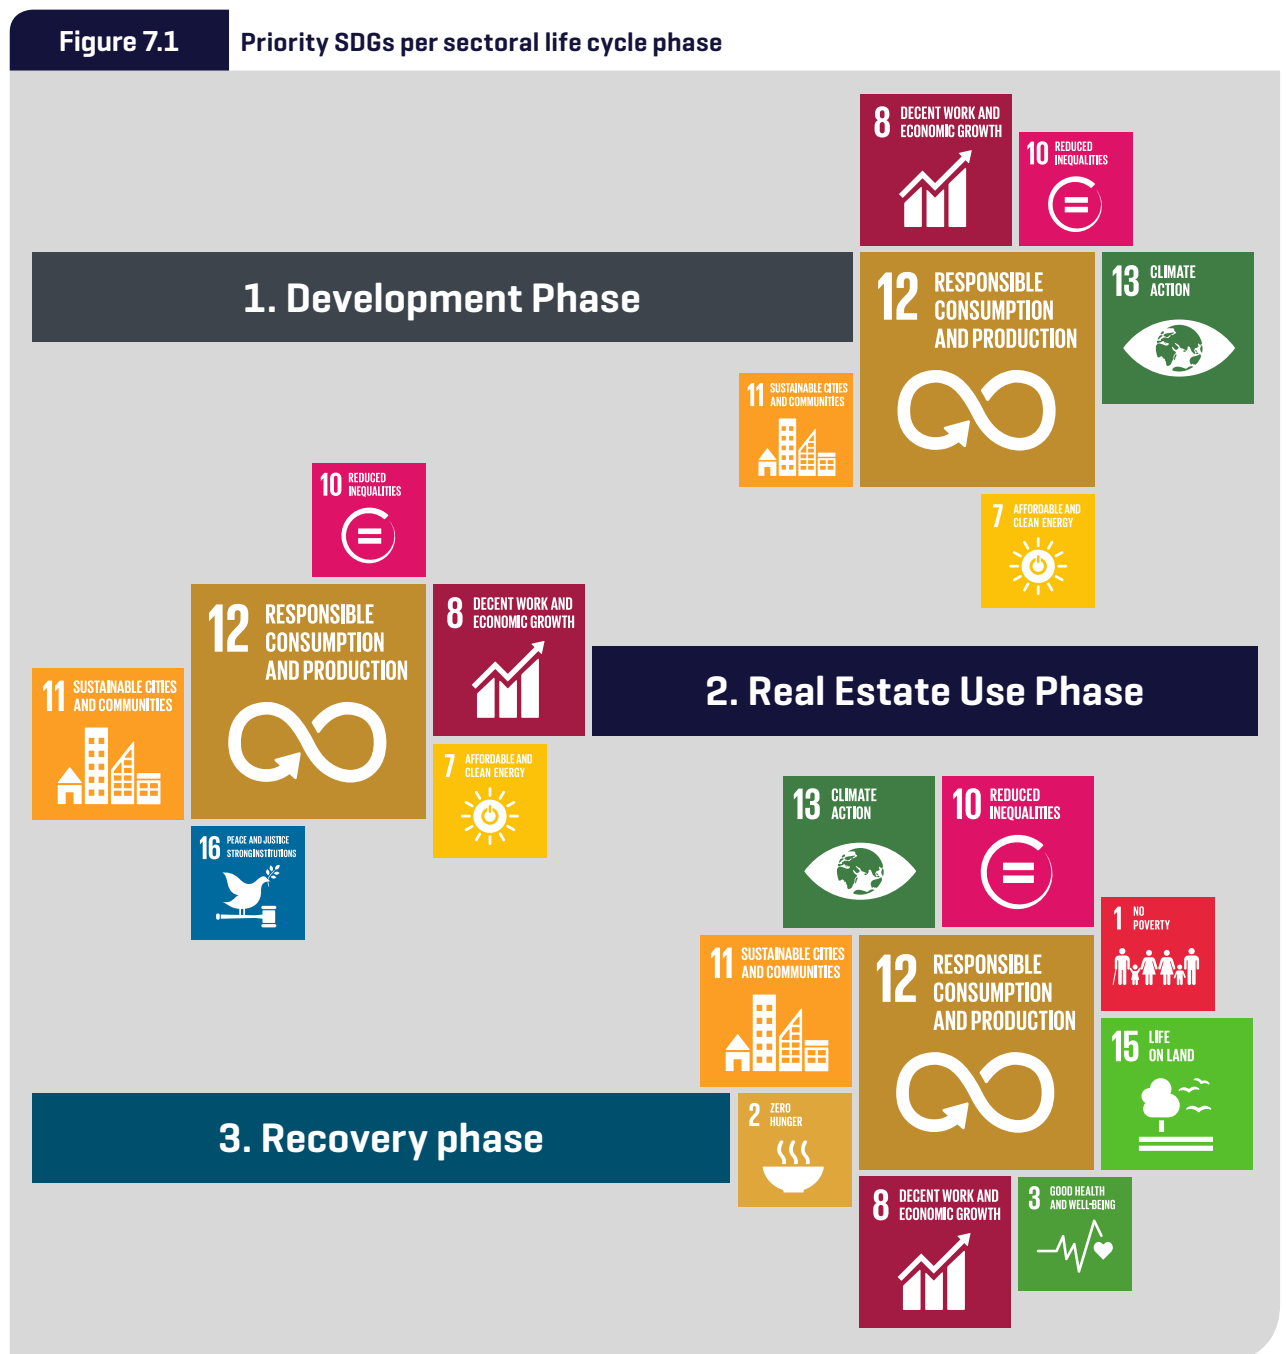 Figure 7.1
Priority SDGs per sectoral life cycle phase
8 DECENT WORK AND
ECONOMIC GROWTH
10 REDUCED
INEQUALITIES
1. Development Phase
12 RESPONSIBLE
CONSUMPTION
AND PRODUCTION
13 CLIMATE
ACTION
11 SUSTAINABLE CITIES
AND COMMUNITIES
7 AFFORDABLE AND
CLEAN ENERGY
10 REDUCED
INEQUALITIES
12 RESPONSIBLE
CONSUMPTION
AND PRODUCTION
8 DECENT WORK AND
ECONOMIC GROWTH
2. Real Estate Use Phase
11 SUSTAINABLE CITIES
AND COMMUNITIES
7 AFFORDABLE AND
CLEAN ENERGY
16 PEACE AND JUSTICE
STRONGINSTITUTIONS
13 CLIMATE
ACTION
10 REDUCED
INEQUALITIES
1 NO
POVERTY
11 SUSTAINABLE CITIES
AND COMMUNITIES
12 RESPONSIBLE
CONSUMPTION
AND PRODUCTION
15 LIFE
ON LAND
3. Recovery phase
2 ZERO
HUNGER
8 DECENT WORK AND
ECONOMIC GROWTH
3 GOOD HEALTH
AND WELL-BEING